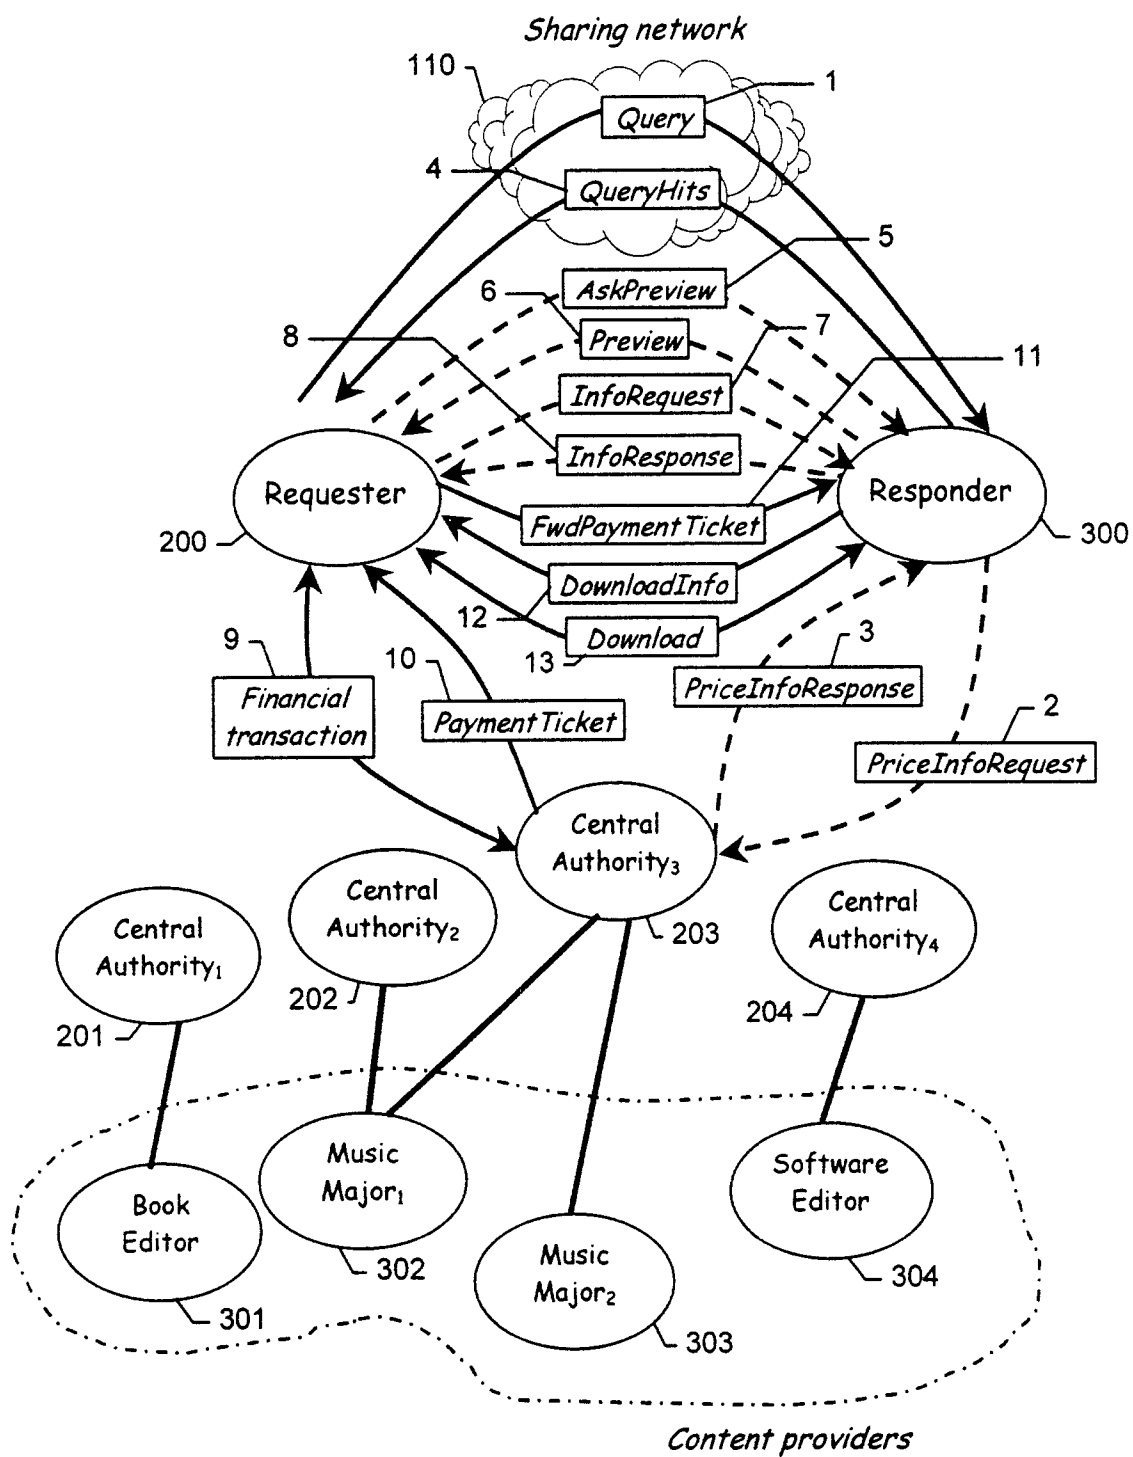 Sharing network
110
1
Query
4
QueryHits
5
AskPreview
6
7
8
Preview
11
InfoRequest
InfoResponse
Requester
Responder
FwdPaymentTicket
200
300
DownloadInfo
12
Download
13
9
10
3
Financial
transaction
PaymentTicket
PriceInfoResponse
2
PriceInfoRequest
Central
Authority3
203
Central
Authority2
202
Central
Authority1
201
Central
Authority4
204
Book
Editor
301
Music
Major1
302
Music
Major2
303
Software
Editor
304
Content providers